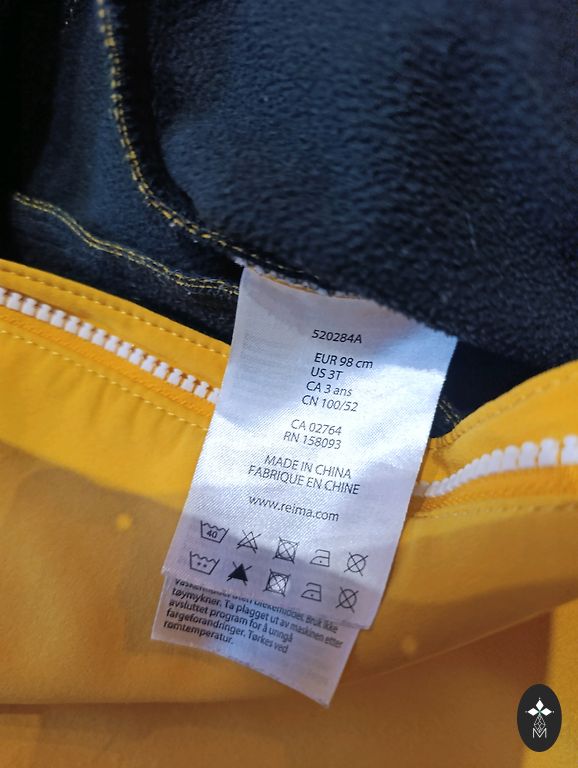 520284A
EUR 98 cm
US 3T
CA 3 ans
CN 100/52
CA 02764
RN 158093
MADE IN CHINA
FABRIQUE EN CHINE
www.reima.com
40
tøymykner. Ta plagget ut av maskinen etter
avsluttet program for å unngå
fargeforandringer. Tørkes ved
romtemperatur.
M